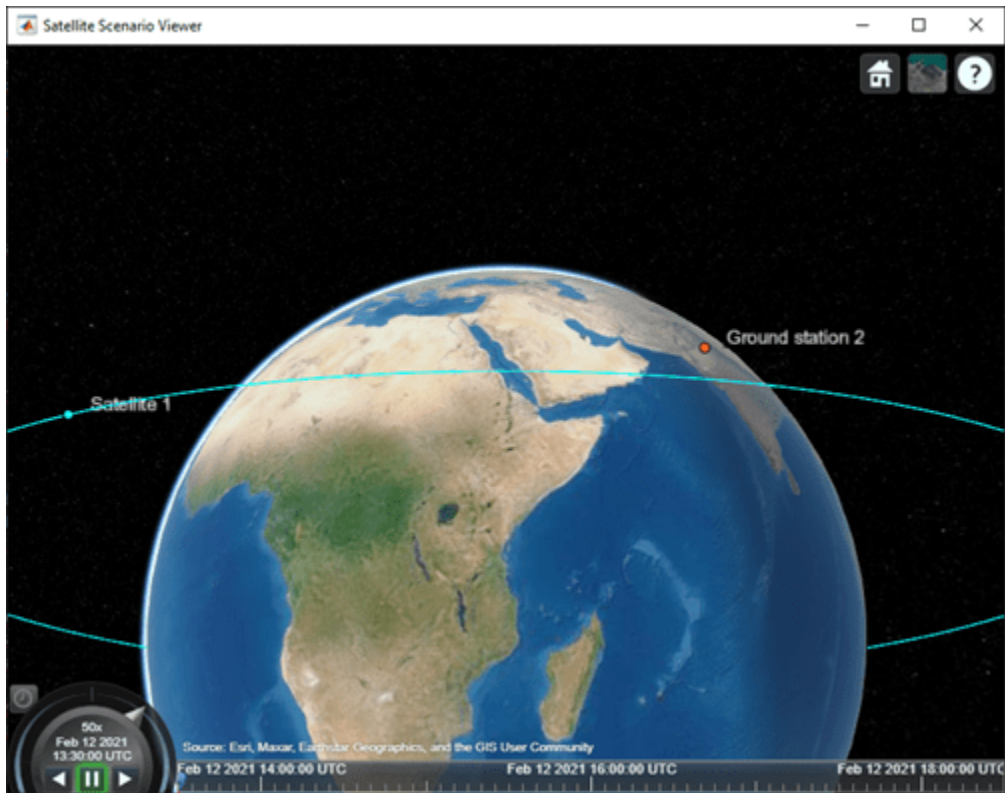 Satellite Scenario Viewer
?
Ground station 2
Satellite 1
50x
Feb 12 2021
13:30:00 UTC
Source: Esri, Maxar, Earthstar Geographics, and the GIS User Community
Feb 12 2021 14:00:00 UTC
Feb 12 2021 16:00:00 UTC
Feb 12 2021 18:00:00 UTC